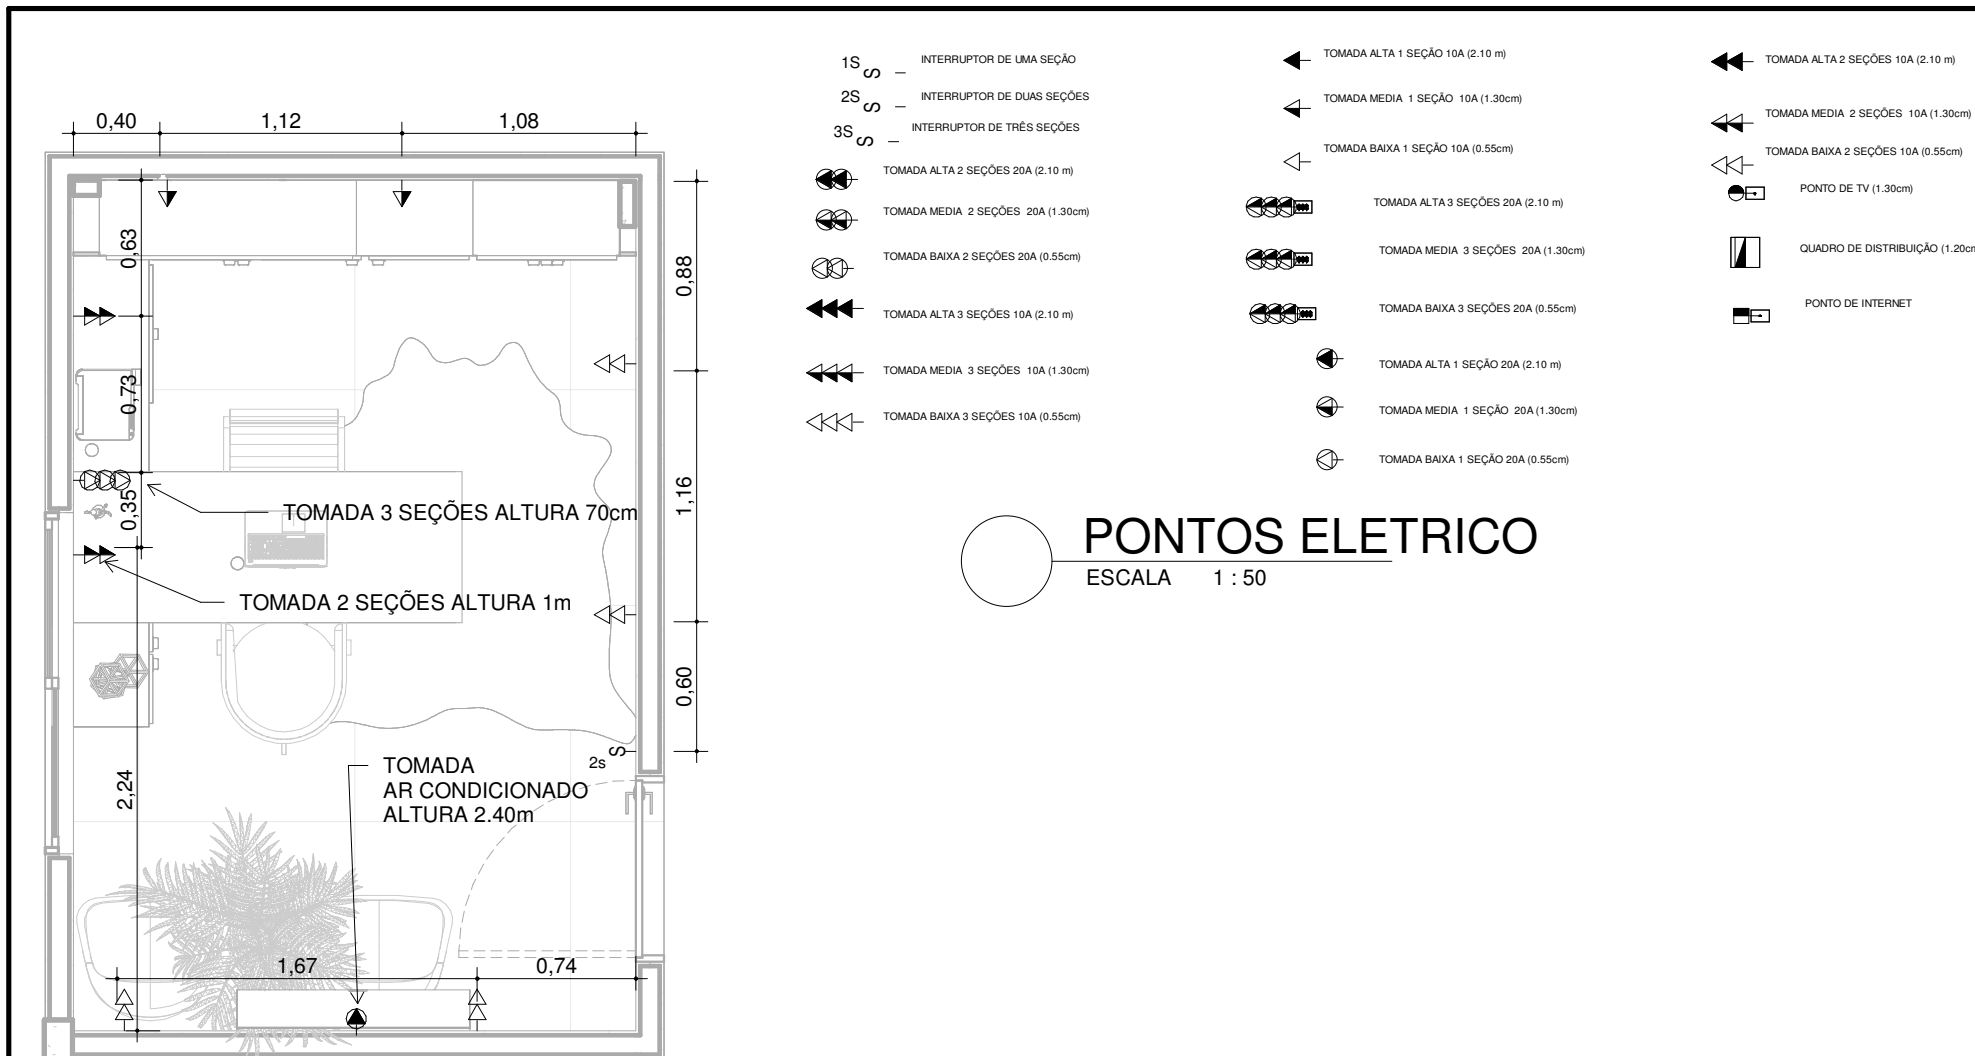 0,40
1,12
1,08
0,63
0,88
0,73
0,35
1,16
TOMADA 3 SEÇÕES ALTURA 70cm
TOMADA 2 SEÇÕES ALTURA 1m
0,60
2s S
TOMADA
AR CONDICIONADO
ALTURA 2.40m
2,24
1,67
0,74
1S S INTERRUPTOR DE UMA SEÇÃO
2S S INTERRUPTOR DE DUAS SEÇÕES
3S S INTERRUPTOR DE TRÊS SEÇÕES
TOMADA ALTA 2 SEÇÕES 20A (2.10 m)
TOMADA MEDIA 2 SEÇÕES 20A (1.30cm)
TOMADA BAIXA 2 SEÇÕES 20A (0.55cm)
TOMADA ALTA 3 SEÇÕES 10A (2.10 m)
TOMADA MEDIA 3 SEÇÕES 10A (1.30cm)
TOMADA BAIXA 3 SEÇÕES 10A (0.55cm)
TOMADA ALTA 1 SEÇÃO 10A (2.10 m)
TOMADA MEDIA 1 SEÇÃO 10A (1.30cm)
TOMADA BAIXA 1 SEÇÃO 10A (0.55cm)
TOMADA ALTA 3 SEÇÕES 20A (2.10 m)
TOMADA MEDIA 3 SEÇÕES 20A (1.30cm)
TOMADA BAIXA 3 SEÇÕES 20A (0.55cm)
TOMADA ALTA 1 SEÇÃO 20A (2.10 m)
TOMADA MEDIA 1 SEÇÃO 20A (1.30cm)
TOMADA BAIXA 1 SEÇÃO 20A (0.55cm)
TOMADA ALTA 2 SEÇÕES 10A (2.10 m)
TOMADA MEDIA 2 SEÇÕES 10A (1.30cm)
TOMADA BAIXA 2 SEÇÕES 10A (0.55cm)
PONTO DE TV (1.30cm)
QUADRO DE DISTRIBUIÇÃO (1.20cm
PONTO DE INTERNET
PONTOS ELETRICO
ESCALA 1 : 50